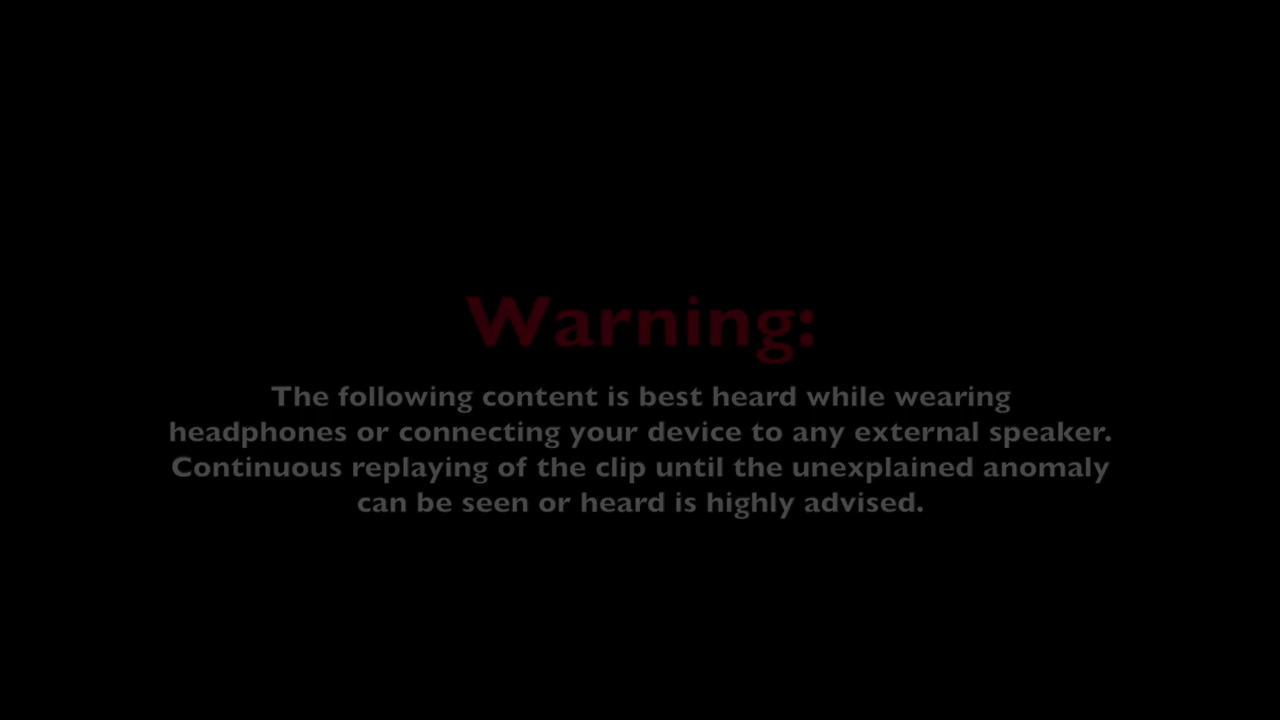 Warning:
The following content is best heard while wearing
headphones or connecting your device to any external speaker.
Continuous replaying of the clip until the unexplained anomaly
can be seen or heard is highly advised.